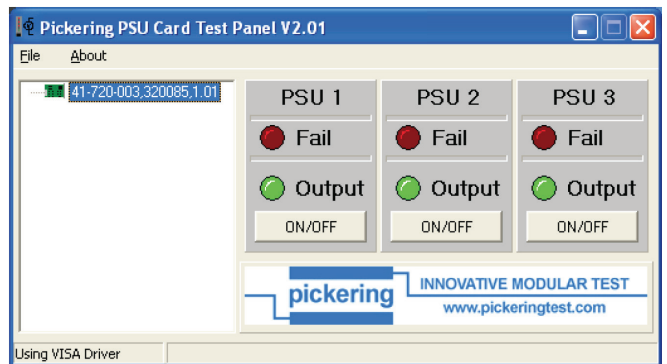 Pickering PSU Card Test Panel V2.01
File About
41-720-003,320085,1.01
PSU 1 PSU 2 PSU 3
Fail Fail Fail
Output Output Output
ON/OFF ON/OFF ON/OFF
pickering
INNOVATIVE MODULAR TEST
www.pickeringtest.com
Using VISA Driver